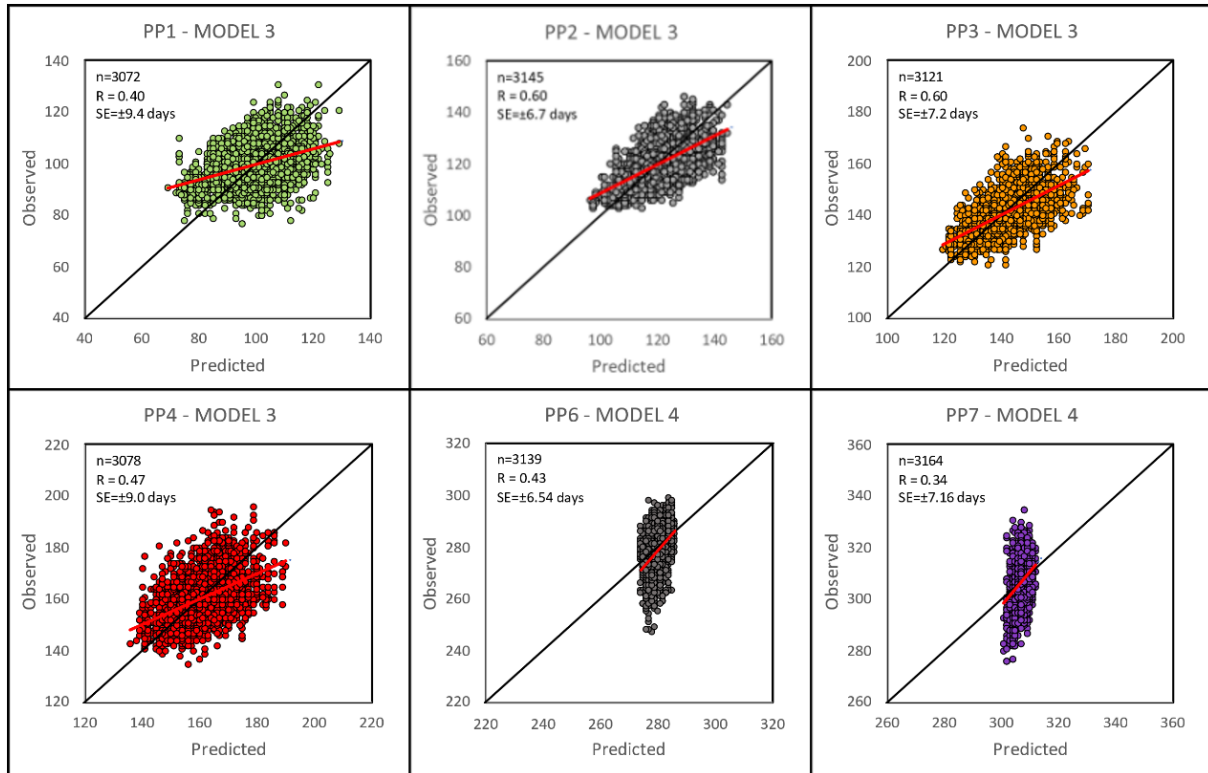 PP1 - MODEL 3
n=3072
R = 0.40
SE=±9.4 days
140
120
100
80
60
40
Observed
40 60 80 100 120 140
Predicted
PP2 - MODEL 3
n=3145
R = 0.60
SE=±6.7 days
160
140
120
100
80
60
Observed
60 80 100 120 140 160
Predicted
PP3 - MODEL 3
n=3121
R = 0.60
SE=±7.2 days
200
180
160
140
120
100
Observed
100 120 140 160 180 200
Predicted
PP4 - MODEL 3
n=3078
R = 0.47
SE=±9.0 days
220
200
180
160
140
120
Observed
120 140 160 180 200 220
Predicted
PP6 - MODEL 4
n=3139
R = 0.43
SE=±6.54 days
320
300
280
260
240
220
Observed
220 240 260 280 300 320
Predicted
PP7 - MODEL 4
n=3164
R = 0.34
SE=±7.16 days
360
340
320
300
280
260
Observed
260 280 300 320 340 360
Predicted